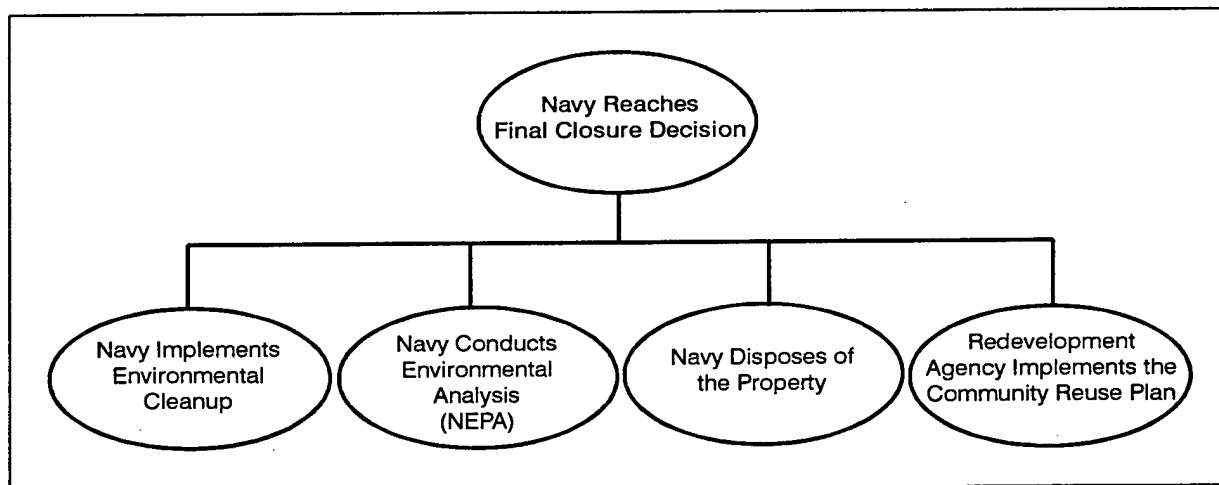 Navy Reaches
Final Closure Decision
Navy Implements
Environmental
Cleanup
Navy Conducts
Environmental
Analysis
(NEPA)
Navy Disposes of
the Property
Redevelopment
Agency Implements the
Community Reuse Plan